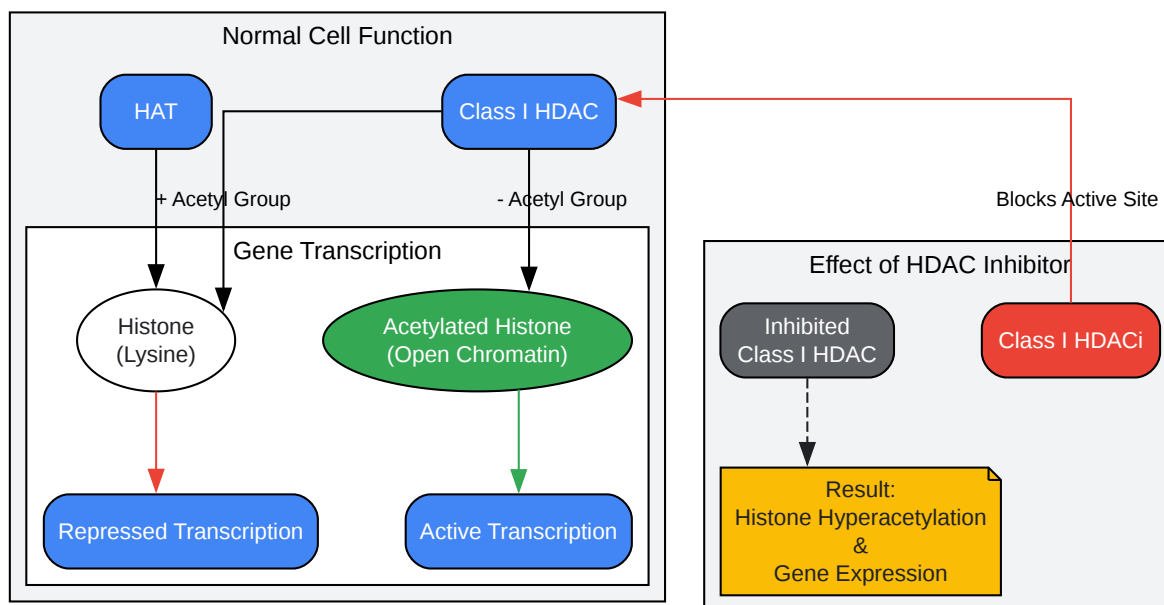 Normal Cell Function
HAT
Class I HDAC
+ Acetyl Group
- Acetyl Group
Blocks Active Site
Gene Transcription
Effect of HDAC Inhibitor
Histone
(Lysine)
Acetylated Histone
(Open Chromatin)
Inhibited
Class I HDAC
Class I HDACi
Repressed Transcription
Active Transcription
Result:
Histone Hyperacetylation
&
Gene Expression